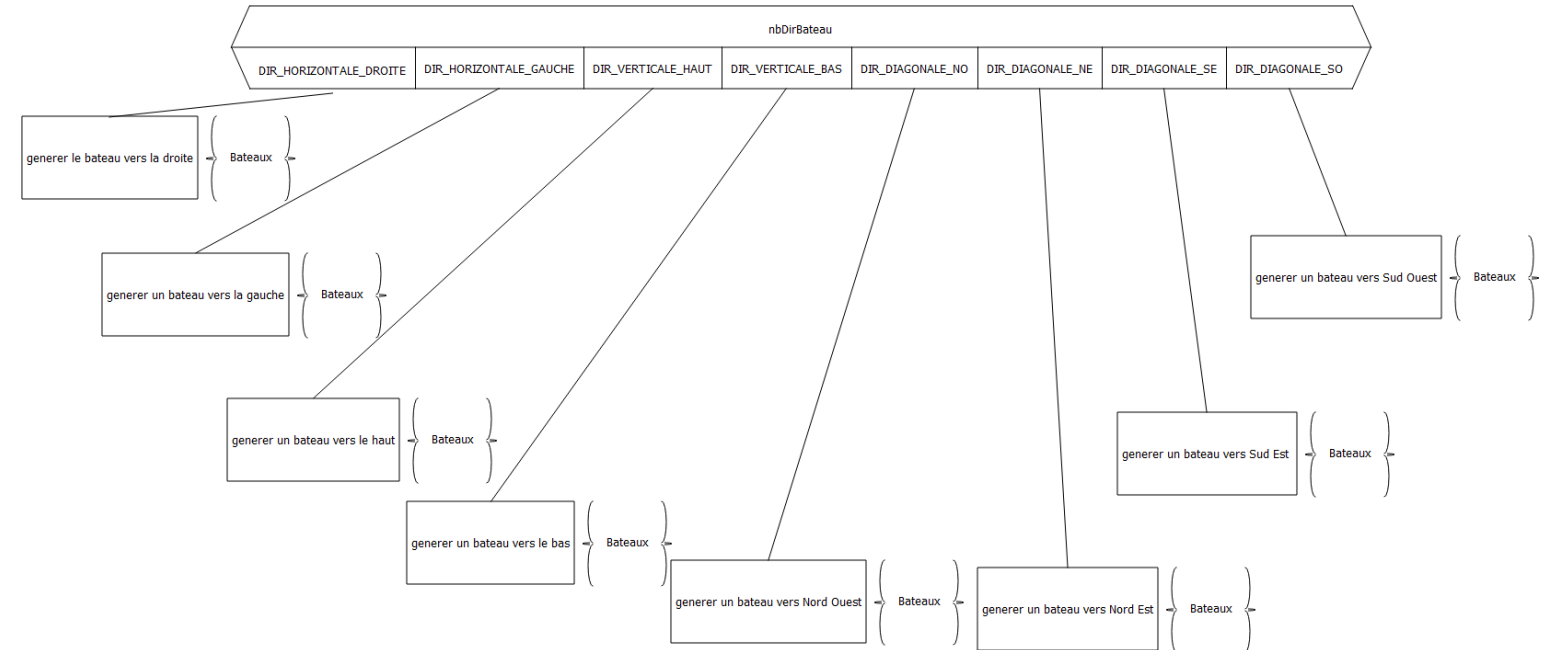 nbDirBateau
DIR_HORIZONTALE_DROITE
DIR_HORIZONTALE_GAUCHE
DIR_VERTICALE_HAUT
DIR_VERTICALE_BAS
DIR_DIAGONALE_NO
DIR_DIAGONALE_NE
DIR_DIAGONALE_SE
DIR_DIAGONALE_SO
generer le bateau vers la droite
Bateaux
generer un bateau vers la gauche
Bateaux
generer un bateau vers le haut
Bateaux
generer un bateau vers le bas
Bateaux
generer un bateau vers Nord Ouest
Bateaux
generer un bateau vers Nord Est
Bateaux
generer un bateau vers Sud Est
Bateaux
generer un bateau vers Sud Ouest
Bateaux